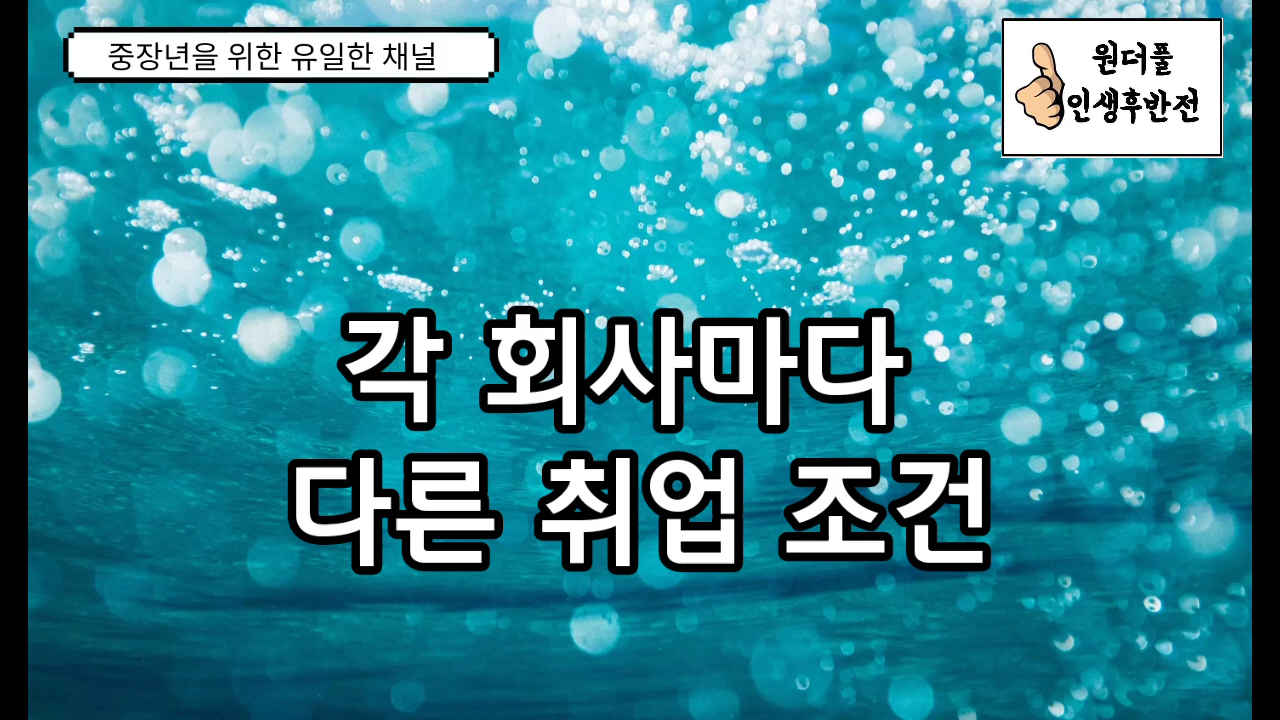 중장년을 위한 유일한 채널
원더풀
인생후반전
각 회사마다
다른 취업 조건